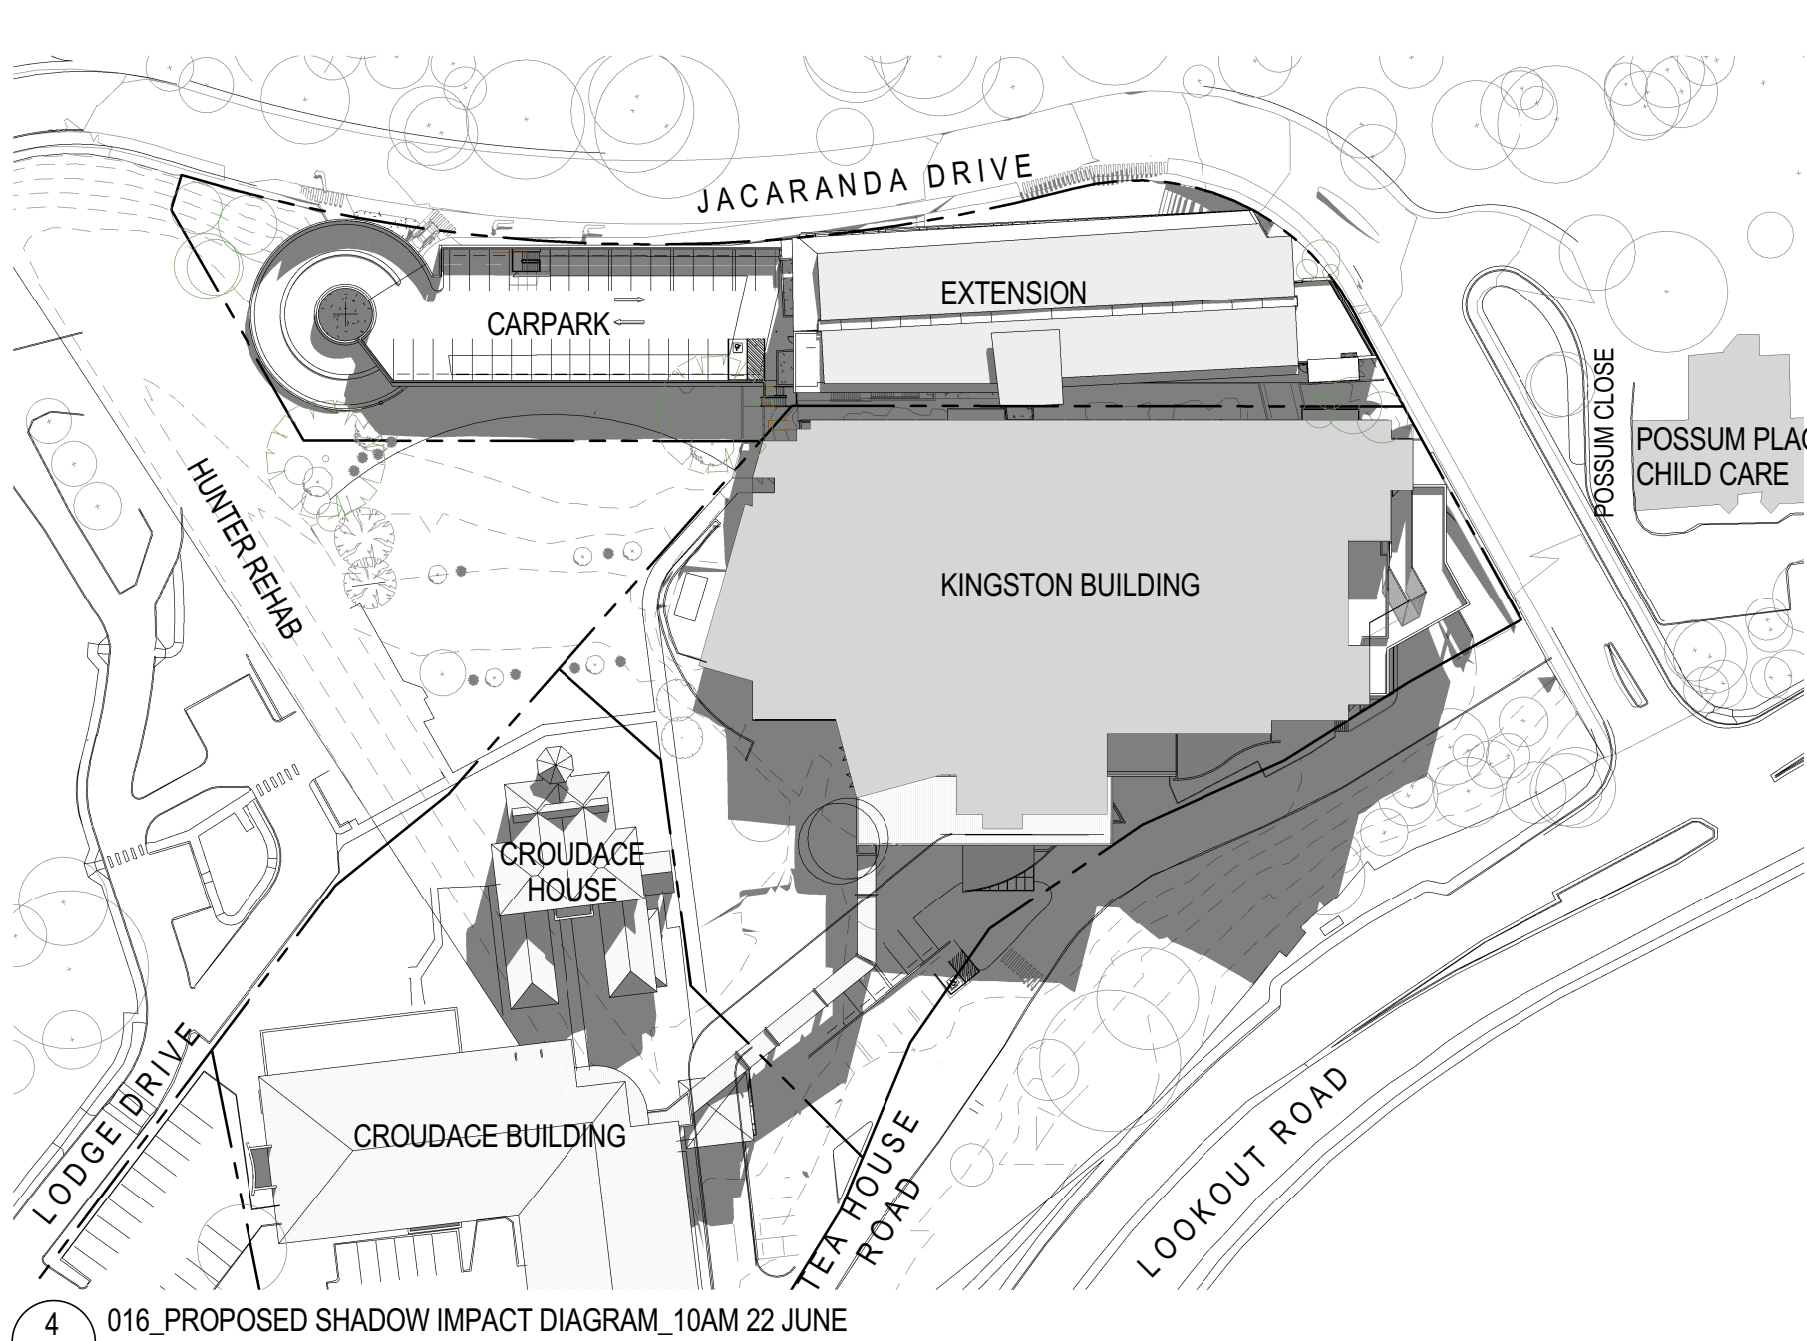 JACARANDA DRIVE
EXTENSION
CARPARK
POSSUM CLOSE
POSSUM PLAC
CHILD CARE
HUNTER REHAB
KINGSTON BUILDING
CROUDACE
HOUSE
LODGE DRIVE
CROUDACE BUILDING
TEA HOUSE
ROAD
LOOKOUT ROAD
4
016_PROPOSED SHADOW IMPACT DIAGRAM_10AM 22 JUNE